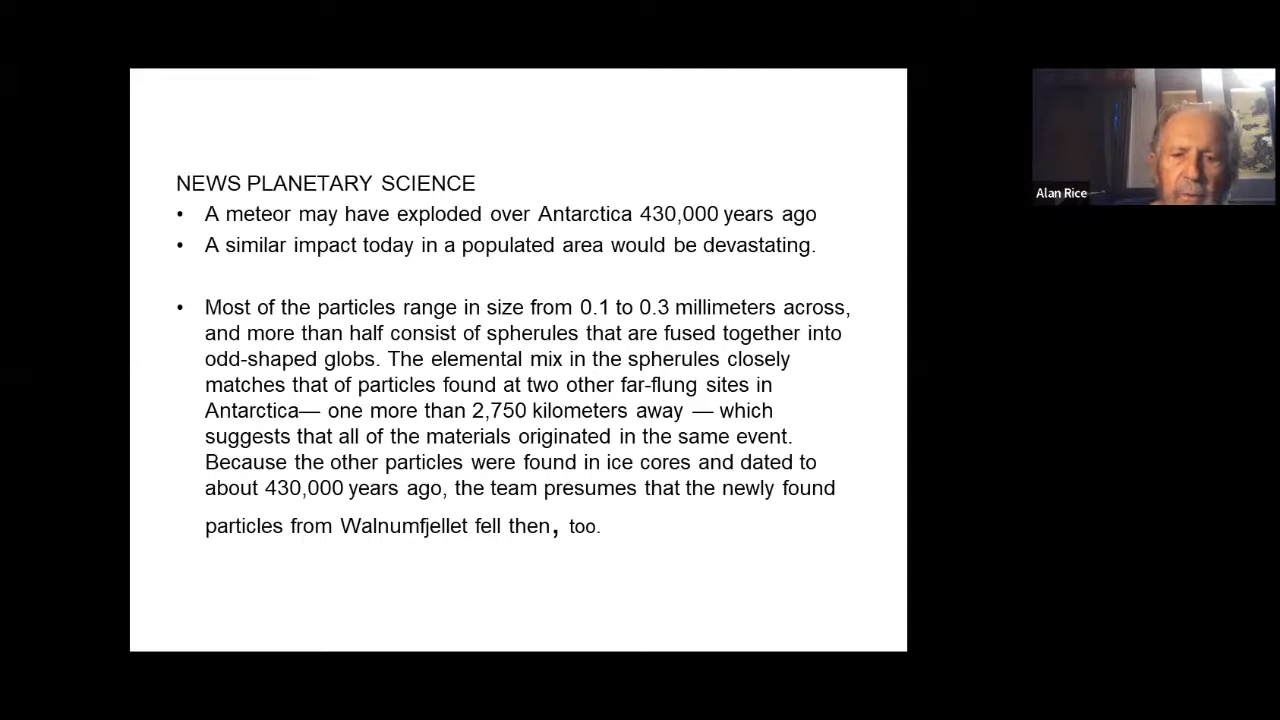 NEWS PLANETARY SCIENCE
• A meteor may have exploded over Antarctica 430,000 years ago
• A similar impact today in a populated area would be devastating.
• Most of the particles range in size from 0.1 to 0.3 millimeters across,
and more than half consist of spherules that are fused together into
odd-shaped globs. The elemental mix in the spherules closely
matches that of particles found at two other far-flung sites in
Antarctica— one more than 2,750 kilometers away — which
suggests that all of the materials originated in the same event.
Because the other particles were found in ice cores and dated to
about 430,000 years ago, the team presumes that the newly found
particles from Walnumfjellet fell then, too.
Alan Rice